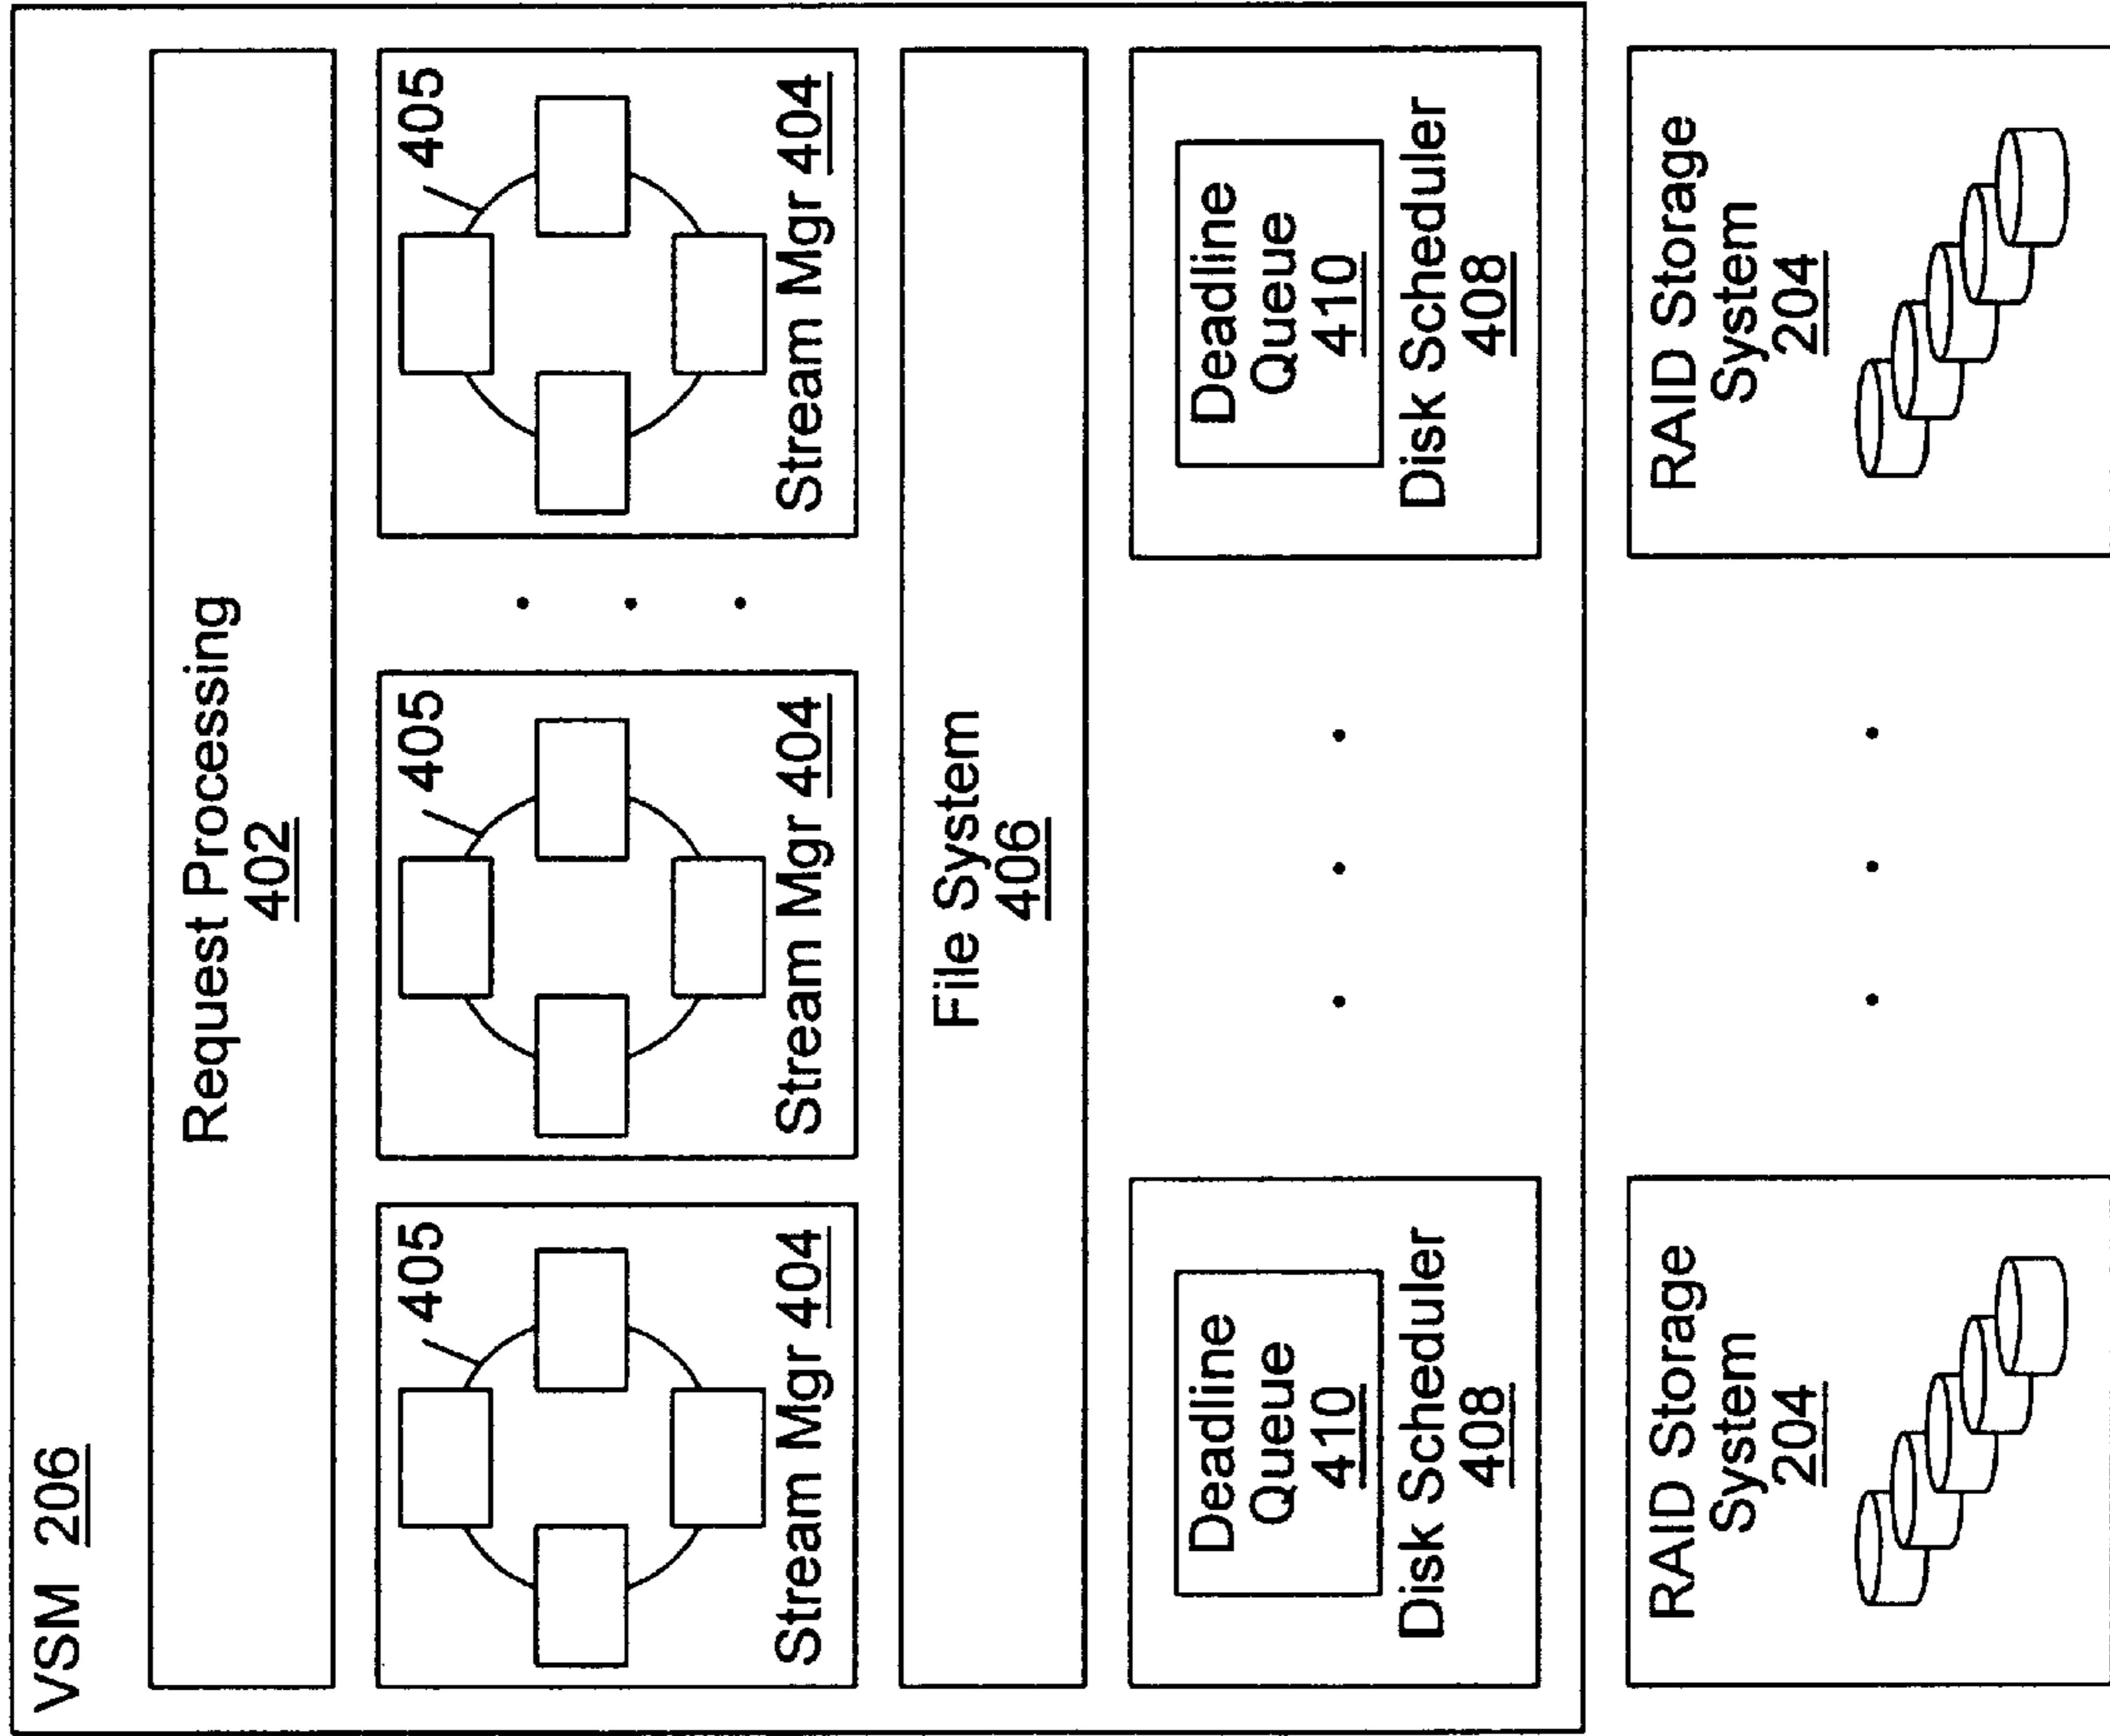 VSM 206
Request Processing
402
405
405
405
Stream Mgr 404
Stream Mgr 404
Stream Mgr 404
File System
406
Deadline
Queue
410
Disk Scheduler
408
Deadline
Queue
410
Disk Scheduler
408
RAID Storage
System
204
RAID Storage
System
204